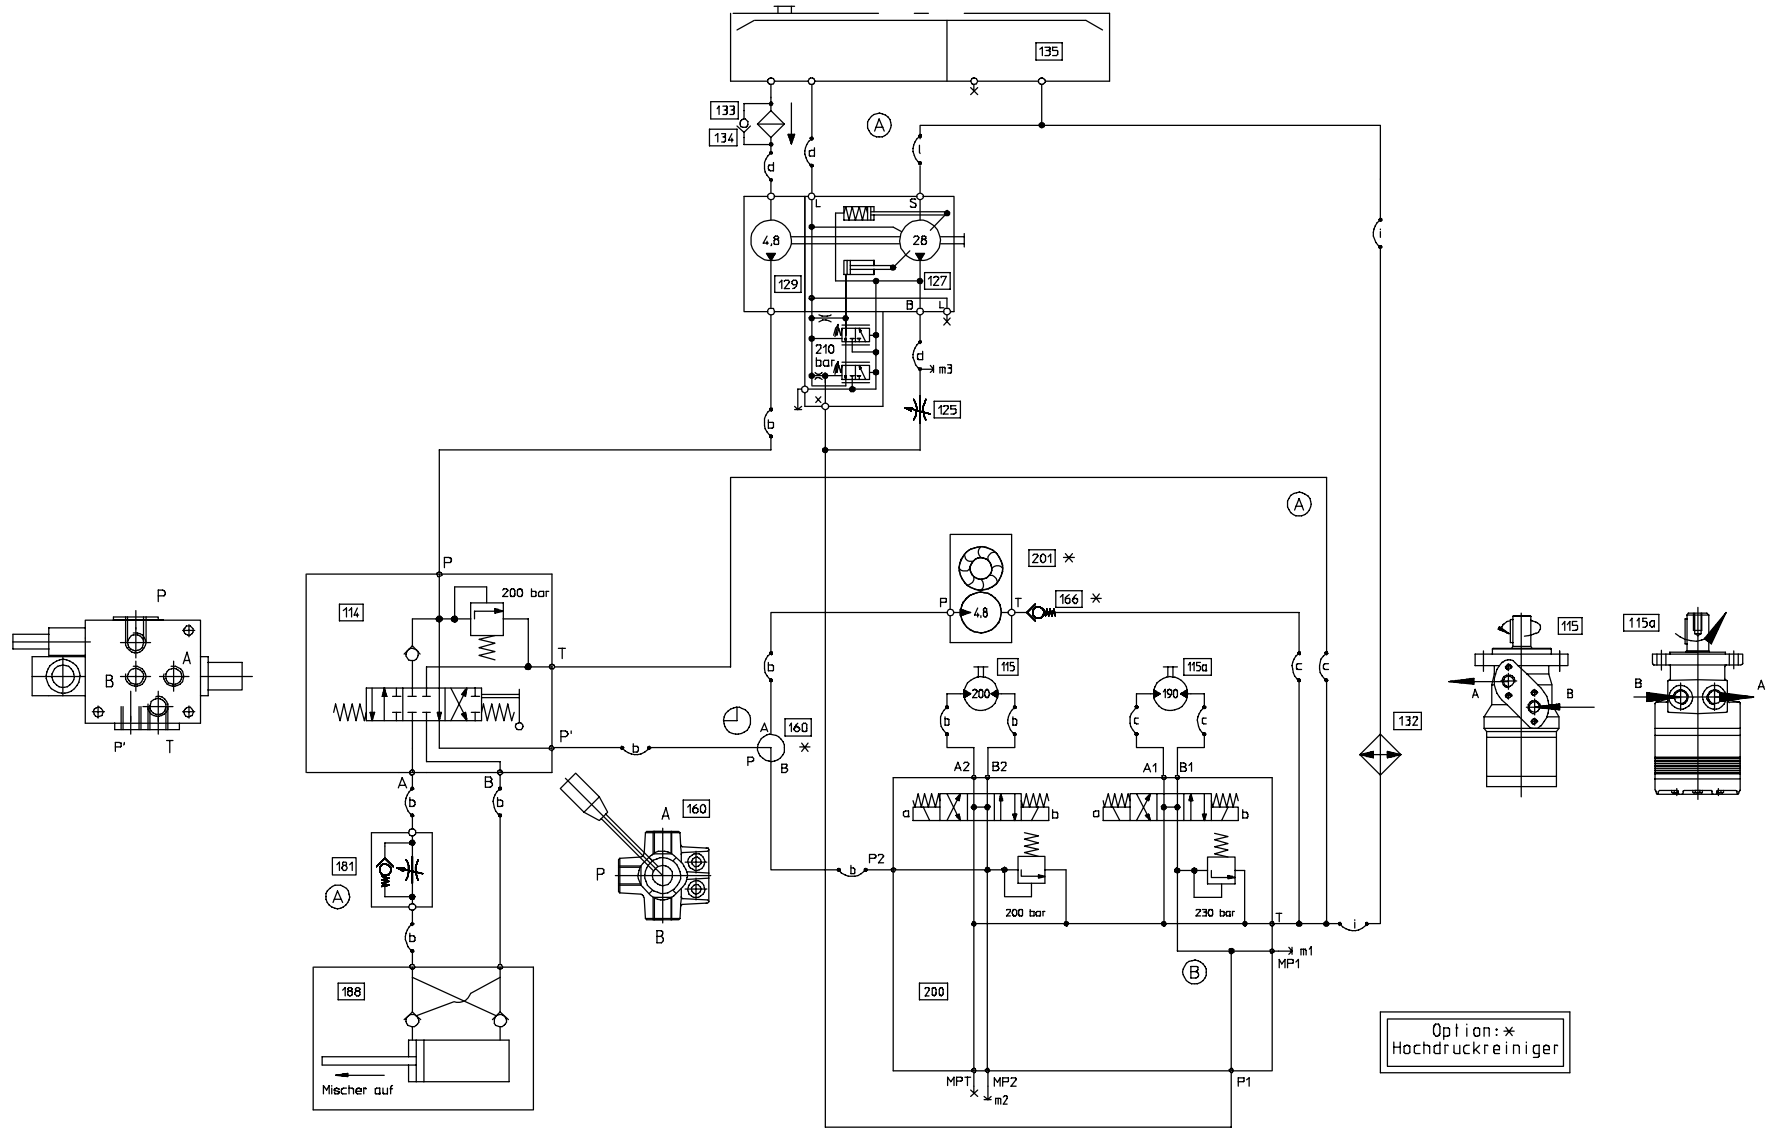 135
133
134
A
d
d
l
L
S
4,8
28
129
127
B
L
210
bar
d
m3
x
125
b
i
A
P
114
200 bar
T
P'
A
B
b
b
181
A
b
188
Mischer auf
P
A
B
P'
T
b
A
160
*
P
B
b
A
160
P
B
201 *
P
T
4,8
166 *
c
c
115
200
b
b
115a
190
c
c
A2
B2
A1
B1
a
b
a
b
b
P2
200 bar
230 bar
T
i
m1
MP1
B
200
MPT
MP2
m2
P1
132
115
A
B
115a
B
A
Option:*
Hochdruckreiniger